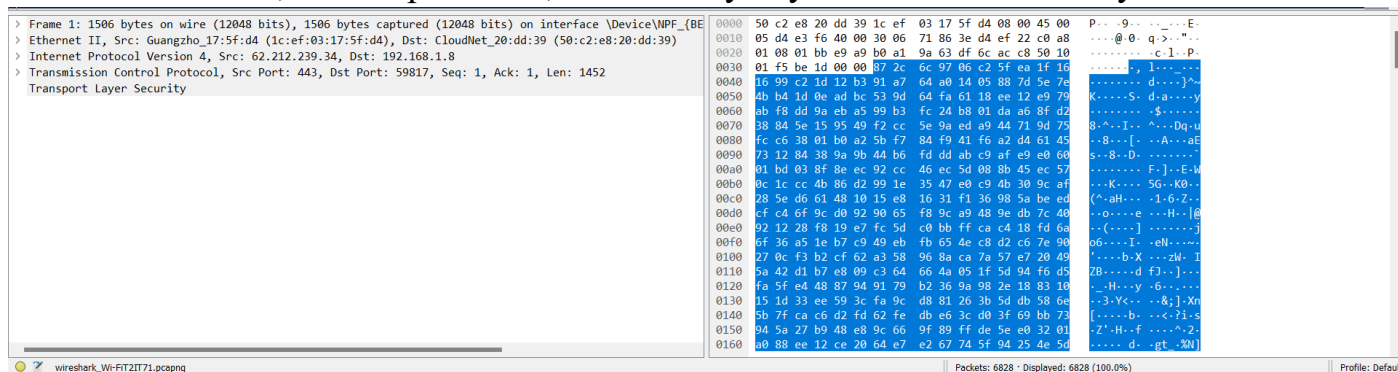 > Frame 1: 1506 bytes on wire (12048 bits), 1506 bytes captured (12048 bits) on interface \Device\NPF_{BE
> Ethernet II, Src: Guangzho_17:5f:d4 (1c:ef:03:17:5f:d4), Dst: CloudNet_20:dd:39 (50:c2:e8:20:dd:39)
> Internet Protocol Version 4, Src: 62.212.239.34, Dst: 192.168.1.8
> Transmission Control Protocol, Src Port: 443, Dst Port: 59817, Seq: 1, Ack: 1, Len: 1452
Transport Layer Security
0000 50 c2 e8 20 dd 39 1c ef 03 17 5f d4 08 00 45 00 P·· ·9·· ··_···E·
0010 05 d4 e3 f6 40 00 30 06 71 86 3e d4 ef 22 c0 a8 ····@·0· q·>··"··
0020 01 08 01 bb e9 a9 b0 a1 9a 63 df 6c ac c8 50 10 ········ ·c·l··P·
0030 01 f5 be 1d 00 00 87 2c 6c 97 06 c2 5f ea 1f 16 ·······, l···_···
0040 16 99 c2 1d 12 b3 91 a7 64 a0 14 05 88 7d 5e 7e ········ d····}^~
0050 4b b4 1d 0e ad bc 53 9d 64 fa 61 18 ee 12 e9 79 K·····S· d·a····y
0060 ab f8 dd 9a eb a5 99 b3 fc 24 b8 01 da a6 8f d2 ········ ·$······
0070 38 84 5e 15 95 49 f2 cc 5e 9a ed a9 44 71 9d 75 8·^··I·· ^···Dq·u
0080 fc c6 38 01 b0 a2 5b f7 84 f9 41 f6 a2 d4 61 45 ··8···[· ··A···aE
0090 73 12 84 38 9a 9b 44 b6 fd dd ab c9 af e9 e0 60 s··8··D· ·······`
00a0 01 bd 03 8f 8e ec 92 cc 46 ec 5d 08 8b 45 ec 57 ········ F·]··E·W
00b0 0c 1c cc 4b 86 d2 99 1e 35 47 e0 c9 4b 30 9c af ···K···· 5G··K0··
00c0 28 5e d6 61 48 10 15 e8 16 31 f1 36 98 5a be ed (^·aH··· ·1·6·Z··
00d0 cf c4 6f 9c d0 92 90 65 f8 9c a9 48 9e db 7c 40 ··o····e ···H··|@
00e0 92 12 28 f8 19 e7 fc 5d c0 bb ff ca c4 18 fd 6a ··(····] ·······j
00f0 6f 36 a5 1e b7 c9 49 eb fb 65 4e c8 d2 c6 7e 90 o6····I· ·eN···~·
0100 27 0c f3 b2 cf 62 a3 58 96 8a ca 7a 57 e7 20 49 '····b·X ···zW· I
0110 5a 42 d1 b7 e8 09 c3 64 66 4a 05 1f 5d 94 f6 d5 ZB·····d fJ··]···
0120 fa 5f e4 48 87 94 91 79 b2 36 9a 98 2e 18 83 10 ·_·H···y ·6··.···
0130 15 1d 33 ee 59 3c fa 9c d8 81 26 3b 5d db 58 6e ··3·Y<·· ··&;]·Xn
0140 5b 7f ca c6 d2 fd 62 fe db e6 3c d0 3f 69 bb 73 [·····b· ··<·?i·s
0150 94 5a 27 b9 48 e8 9c 66 9f 89 ff de 5e e0 32 01 ·Z'·H··f ····^·2·
0160 a0 88 ee 12 ce 20 64 e7 e2 67 74 5f 94 25 4e 5d ····· d· ·gt_·%N]
wireshark_Wi-FiT2IT71.pcapng Packets: 6828 · Displayed: 6828 (100.0%) Profile: Defau